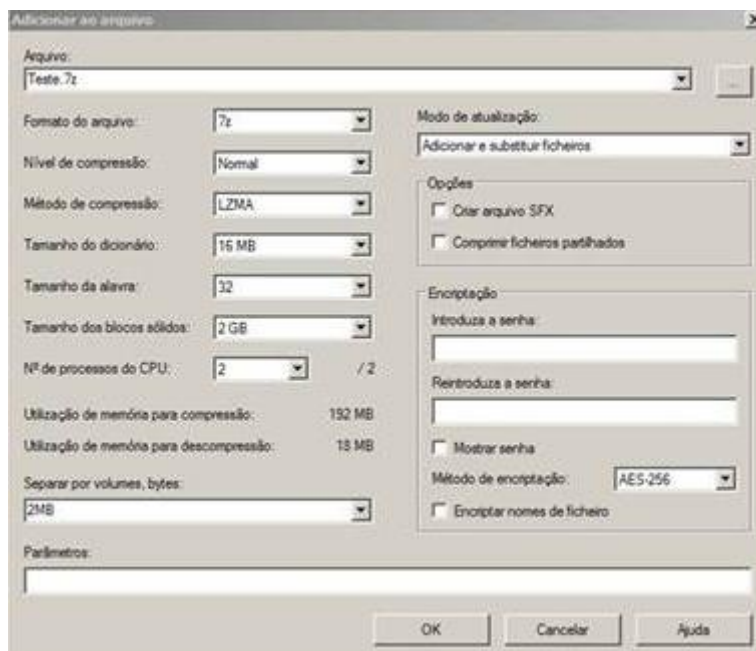 Adicionar ao arquivo
Arquivo:
Teste.7z
...
Formato do arquivo:
7z
Nível de compressão:
Normal
Método de compressão:
LZMA
Tamanho do dicionário:
16 MB
Tamanho da alavra:
32
Tamanho dos blocos sólidos:
2 GB
Nº de processos do CPU:
2
/ 2
Utilização de memória para compressão:
192 MB
Utilização de memória para descompressão:
18 MB
Separar por volumes, bytes:
2MB
Modo de atualização:
Adicionar e substituir ficheiros
Opções
Criar arquivo SFX
Comprimir ficheiros partilhados
Encriptação
Introduza a senha:
Reintroduza a senha:
Mostrar senha
Método de encriptação:
AES-256
Encriptar nomes de ficheiro
Parâmetros:
OK
Cancelar
Ajuda